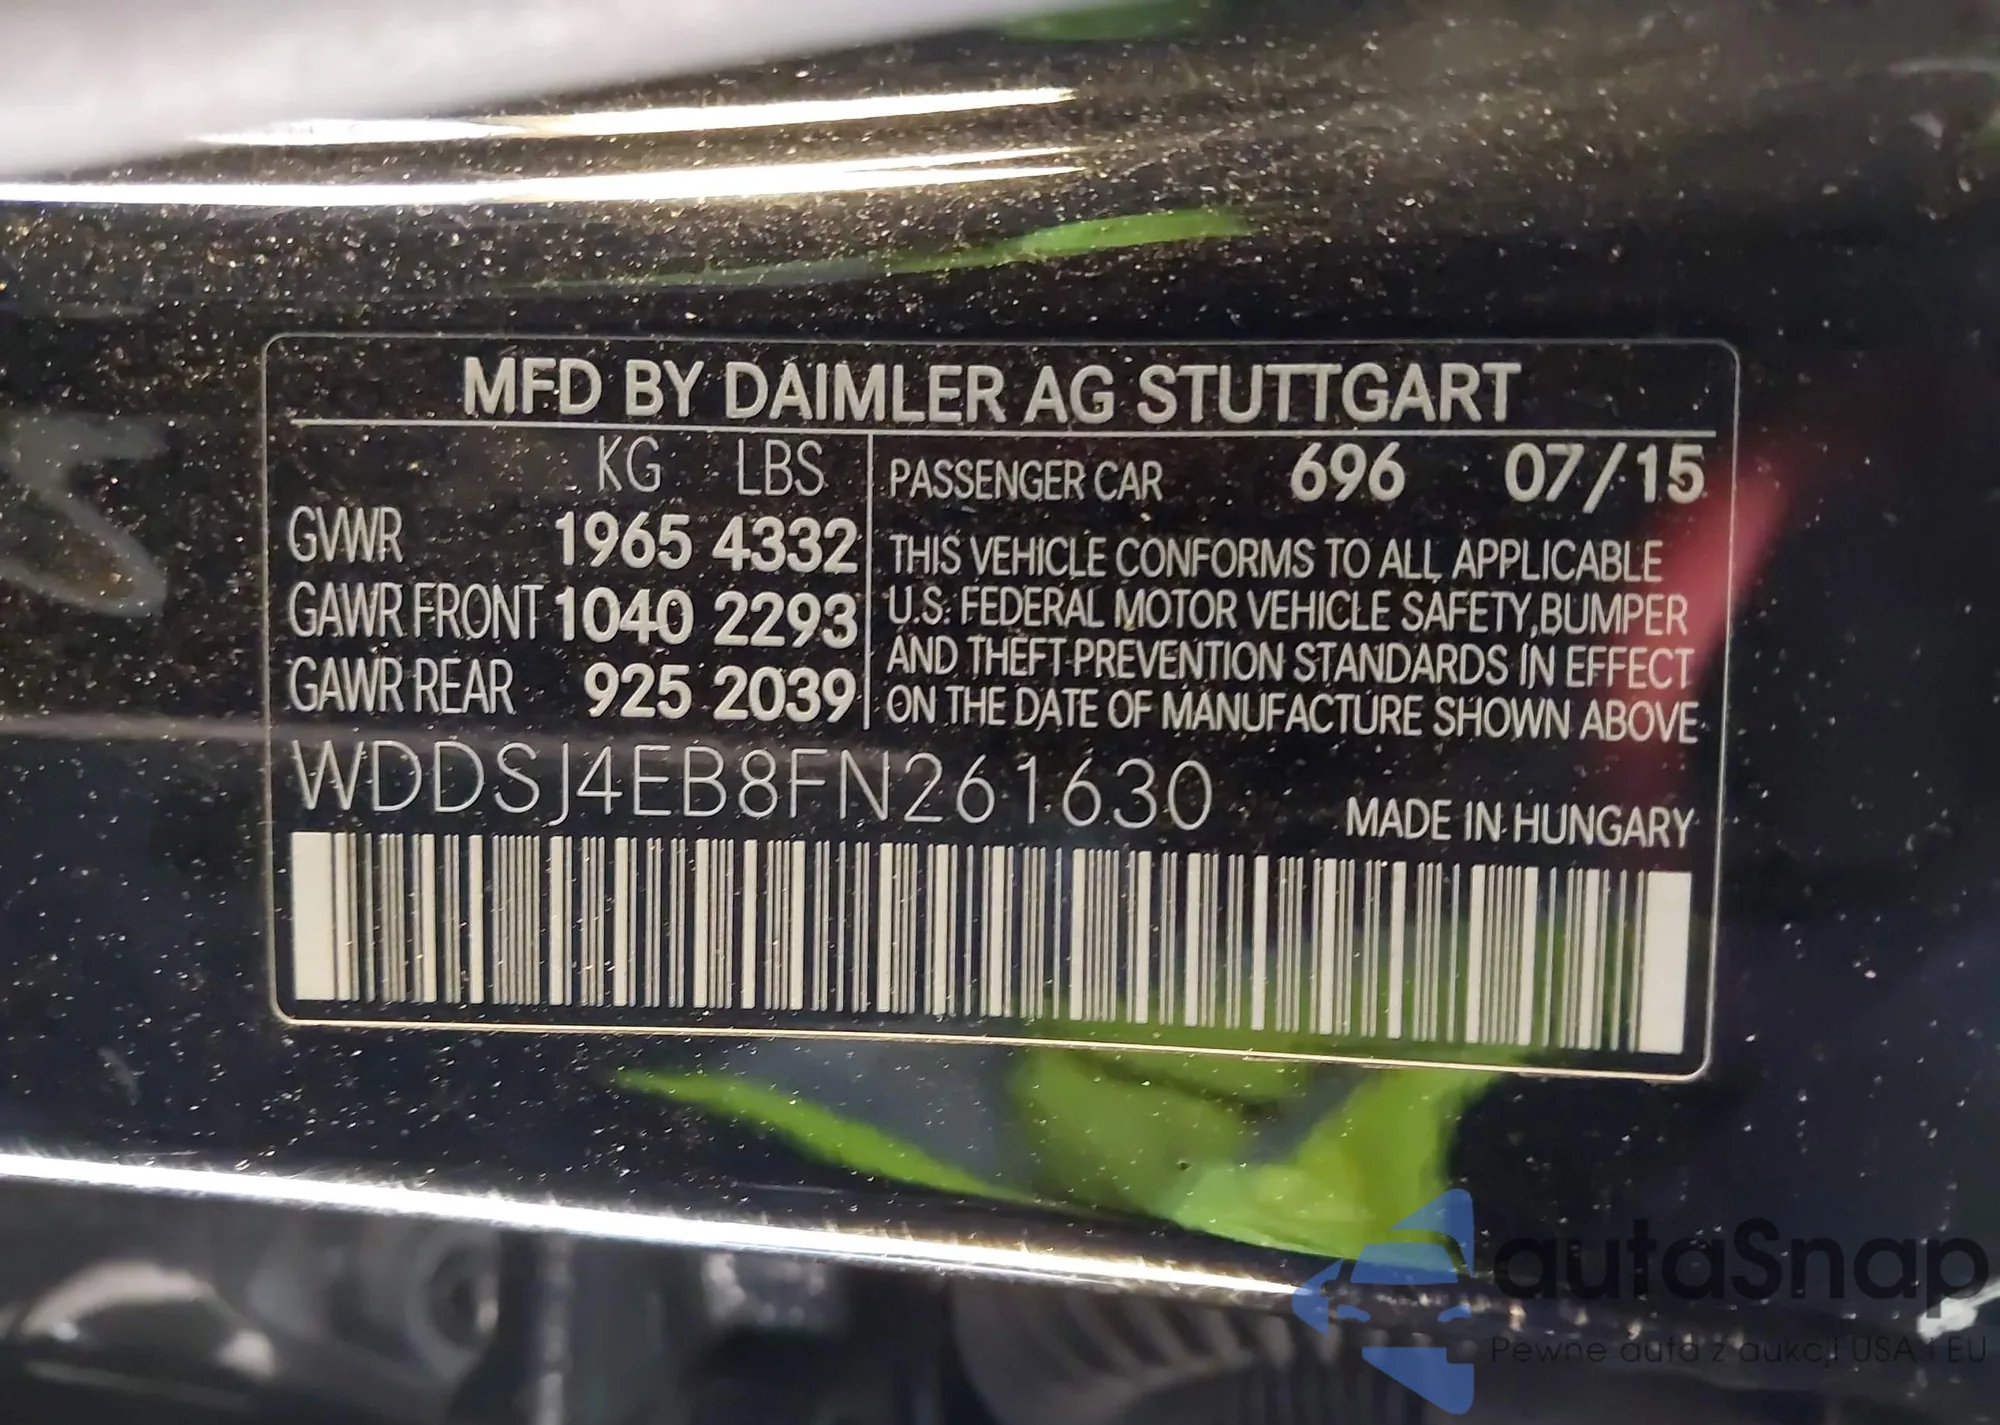 MFD BY DAIMLER AG STUTTGART
KG LBS
GVWR 1965 4332
GAWR FRONT 1040 2293
GAWR REAR 925 2039
PASSENGER CAR 696 07/15
THIS VEHICLE CONFORMS TO ALL APPLICABLE
U.S. FEDERAL MOTOR VEHICLE SAFETY, BUMPER
AND THEFT PREVENTION STANDARDS IN EFFECT
ON THE DATE OF MANUFACTURE SHOWN ABOVE
WDDSJ4EB8FN261630
MADE IN HUNGARY
autaSnap
Pewne auta z aukcji USA i EU